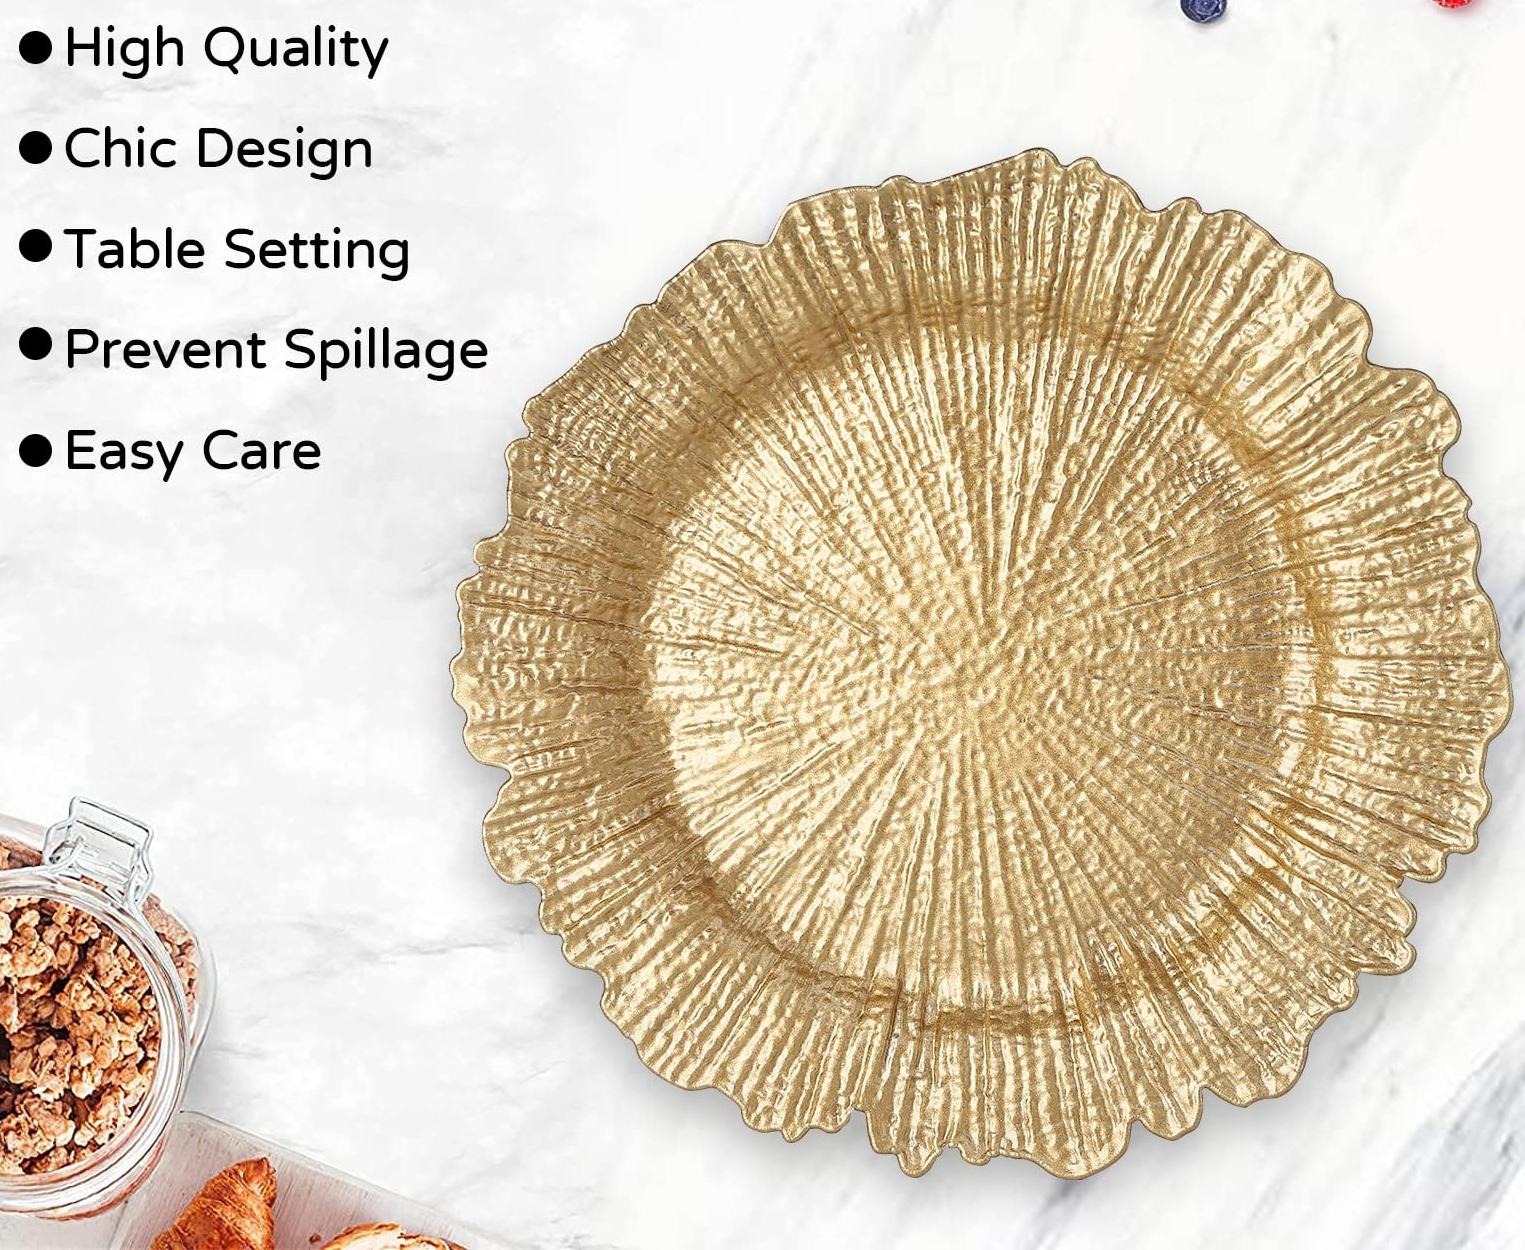 ● High Quality
● Chic Design
● Table Setting
● Prevent Spillage
● Easy Care